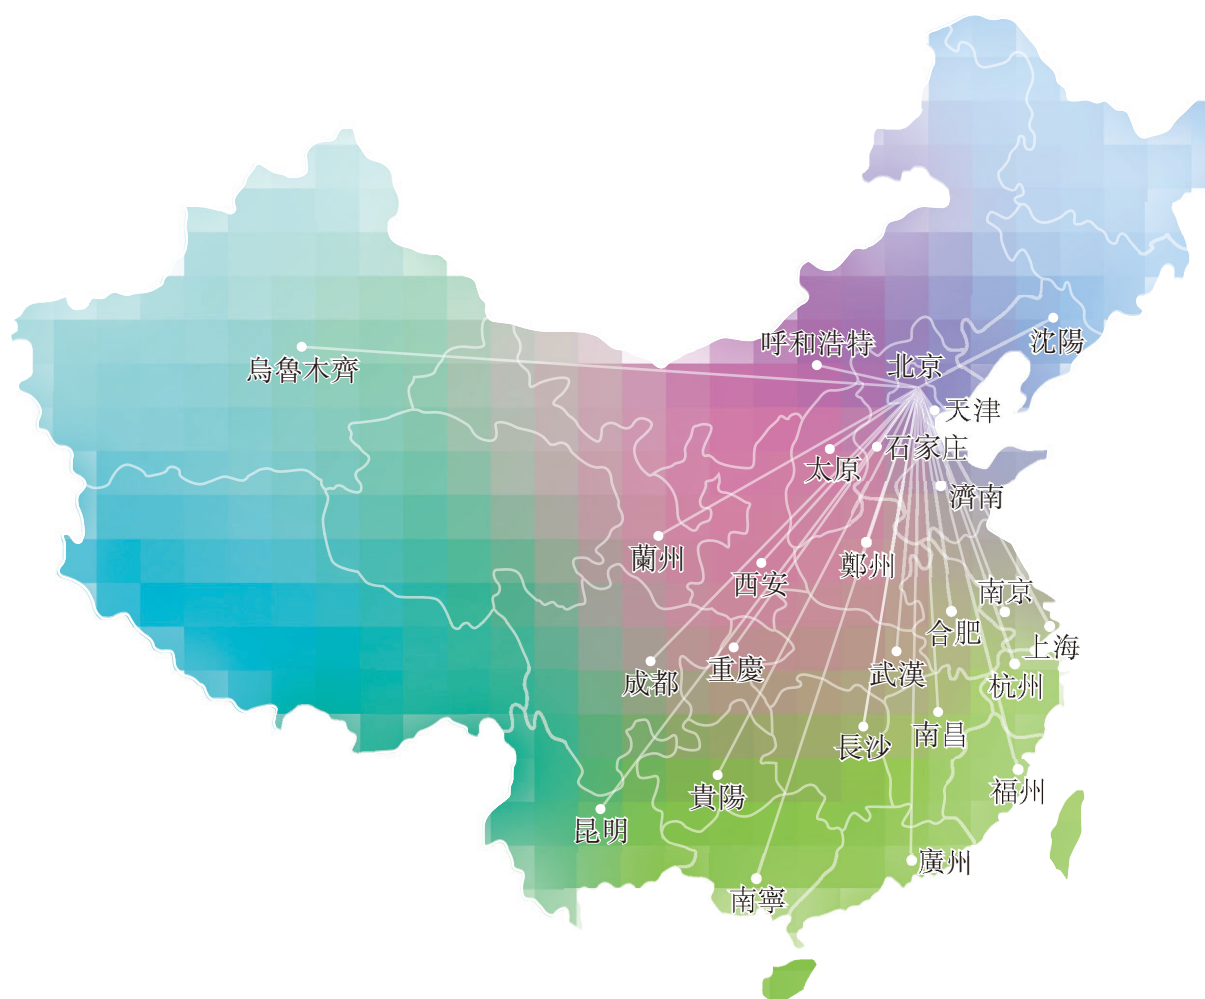 沈陽
呼和浩特
北京
烏魯木齊
天津
石家庄
太原
濟南
蘭州
鄭州
西安
南京
合肥
上海
武漢
重慶
成都
杭州
南昌
長沙
福州
貴陽
昆明
廣州
南寧